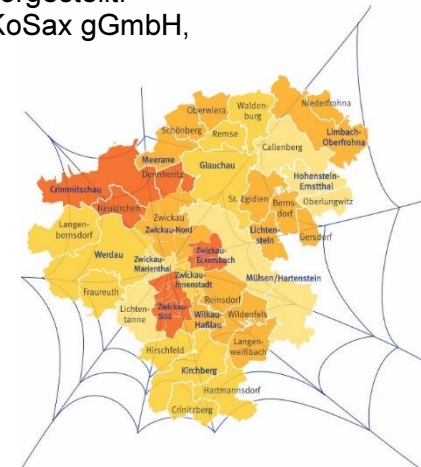 ergestellt.
KoSax gGmbH,
Oberwiera
Walden-
burg
Niederfrohna
Schönberg
Remse
Limbach-
Oberfrohna
Callenberg
Meerane
Dennheritz
Glauchau
Hohenstein-
Ernstthal
Crimmitschau
Oberlungwitz
St. Egidien
Berns-
dorf
Neukirchen
Zwickau
Langen-
bernsdorf
Zwickau-Nord
Lichten-
stein
Gersdorf
Werdau
Zwickau-
Eckersbach
Zwickau-
Marienthal
Mülsen/Hartenstein
Zwickau-
Innenstadt
Fraureuth
Reinsdorf
Lichten-
tanne
Zwickau-
Süd
Wilkau-
Haßlau
Wildenfels
Langen-
weißbach
Hirschfeld
Kirchberg
Hartmannsdorf
Crinitzberg